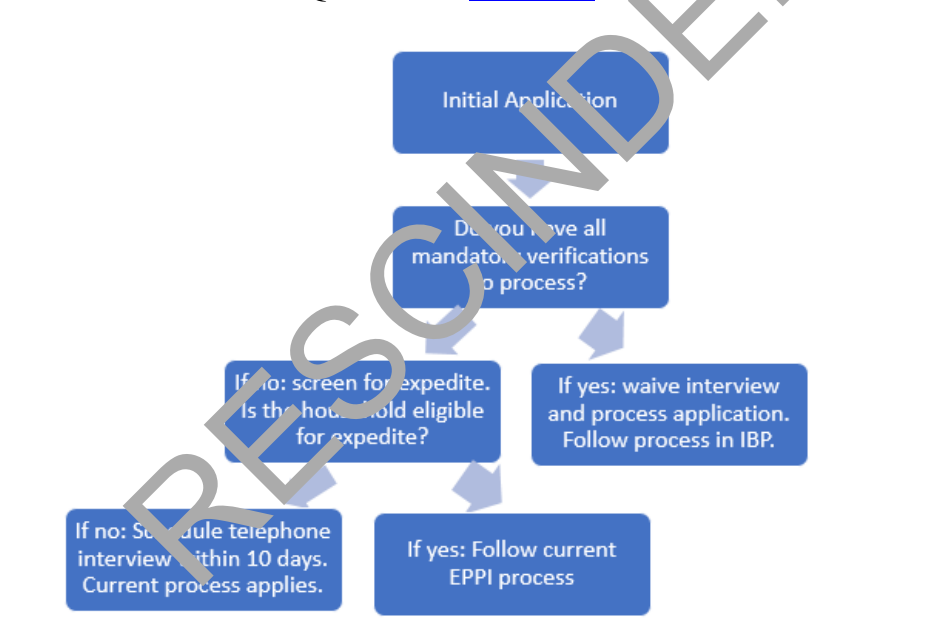 Initial Application
Do you have all
mandatory verifications
to process?
If no: screen for expedite.
Is the household eligible
for expedite?
If yes: waive interview
and process application.
Follow process in IBP.
If no: Schedule telephone
interview within 10 days.
Current process applies.
If yes: Follow current
EPPI process
RESCINDE